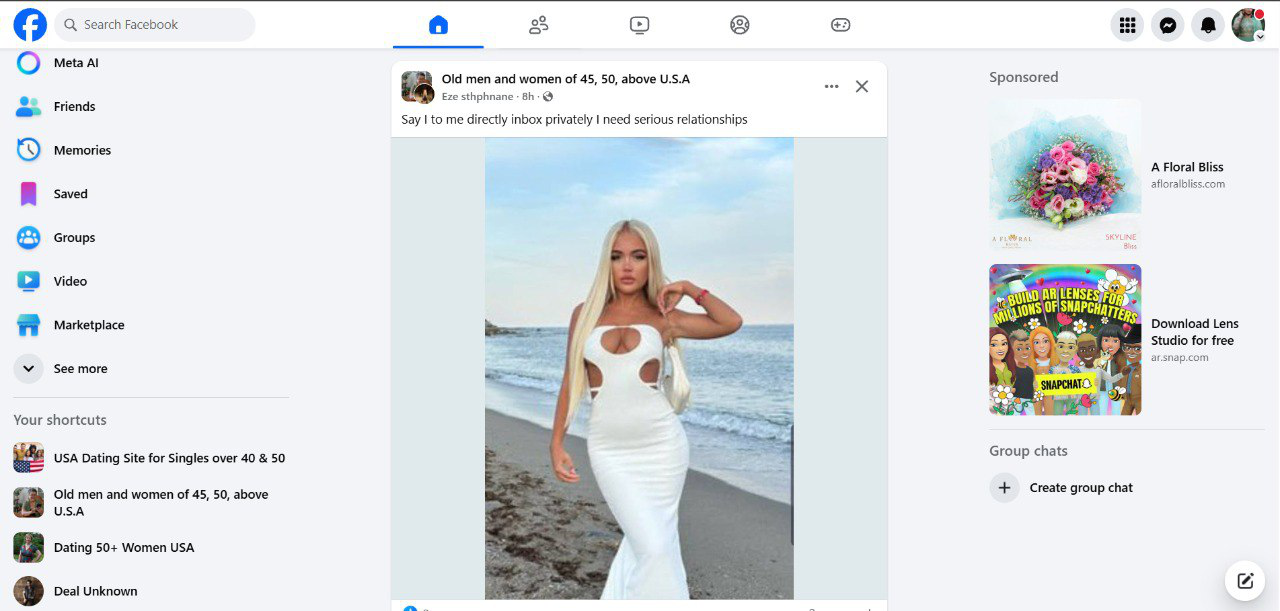 Search Facebook
Meta AI
Friends
Memories
Saved
Groups
Video
Marketplace
See more
Your shortcuts
USA Dating Site for Singles over 40 & 50
Old men and women of 45, 50, above
U.S.A
Dating 50+ Women USA
Deal Unknown
Old men and women of 45, 50, above U.S.A
Eze sthphnane · 8h ·
Say I to me directly inbox privately I need serious relationships
Sponsored
A FLORAL
SKYLINE
Bliss
A Floral Bliss
afloralbliss.com
BUILD AR LENSES FOR
MILLIONS OF SNAPCHATTERS
SNAPCHAT
Download Lens
Studio for free
ar.snap.com
Group chats
Create group chat